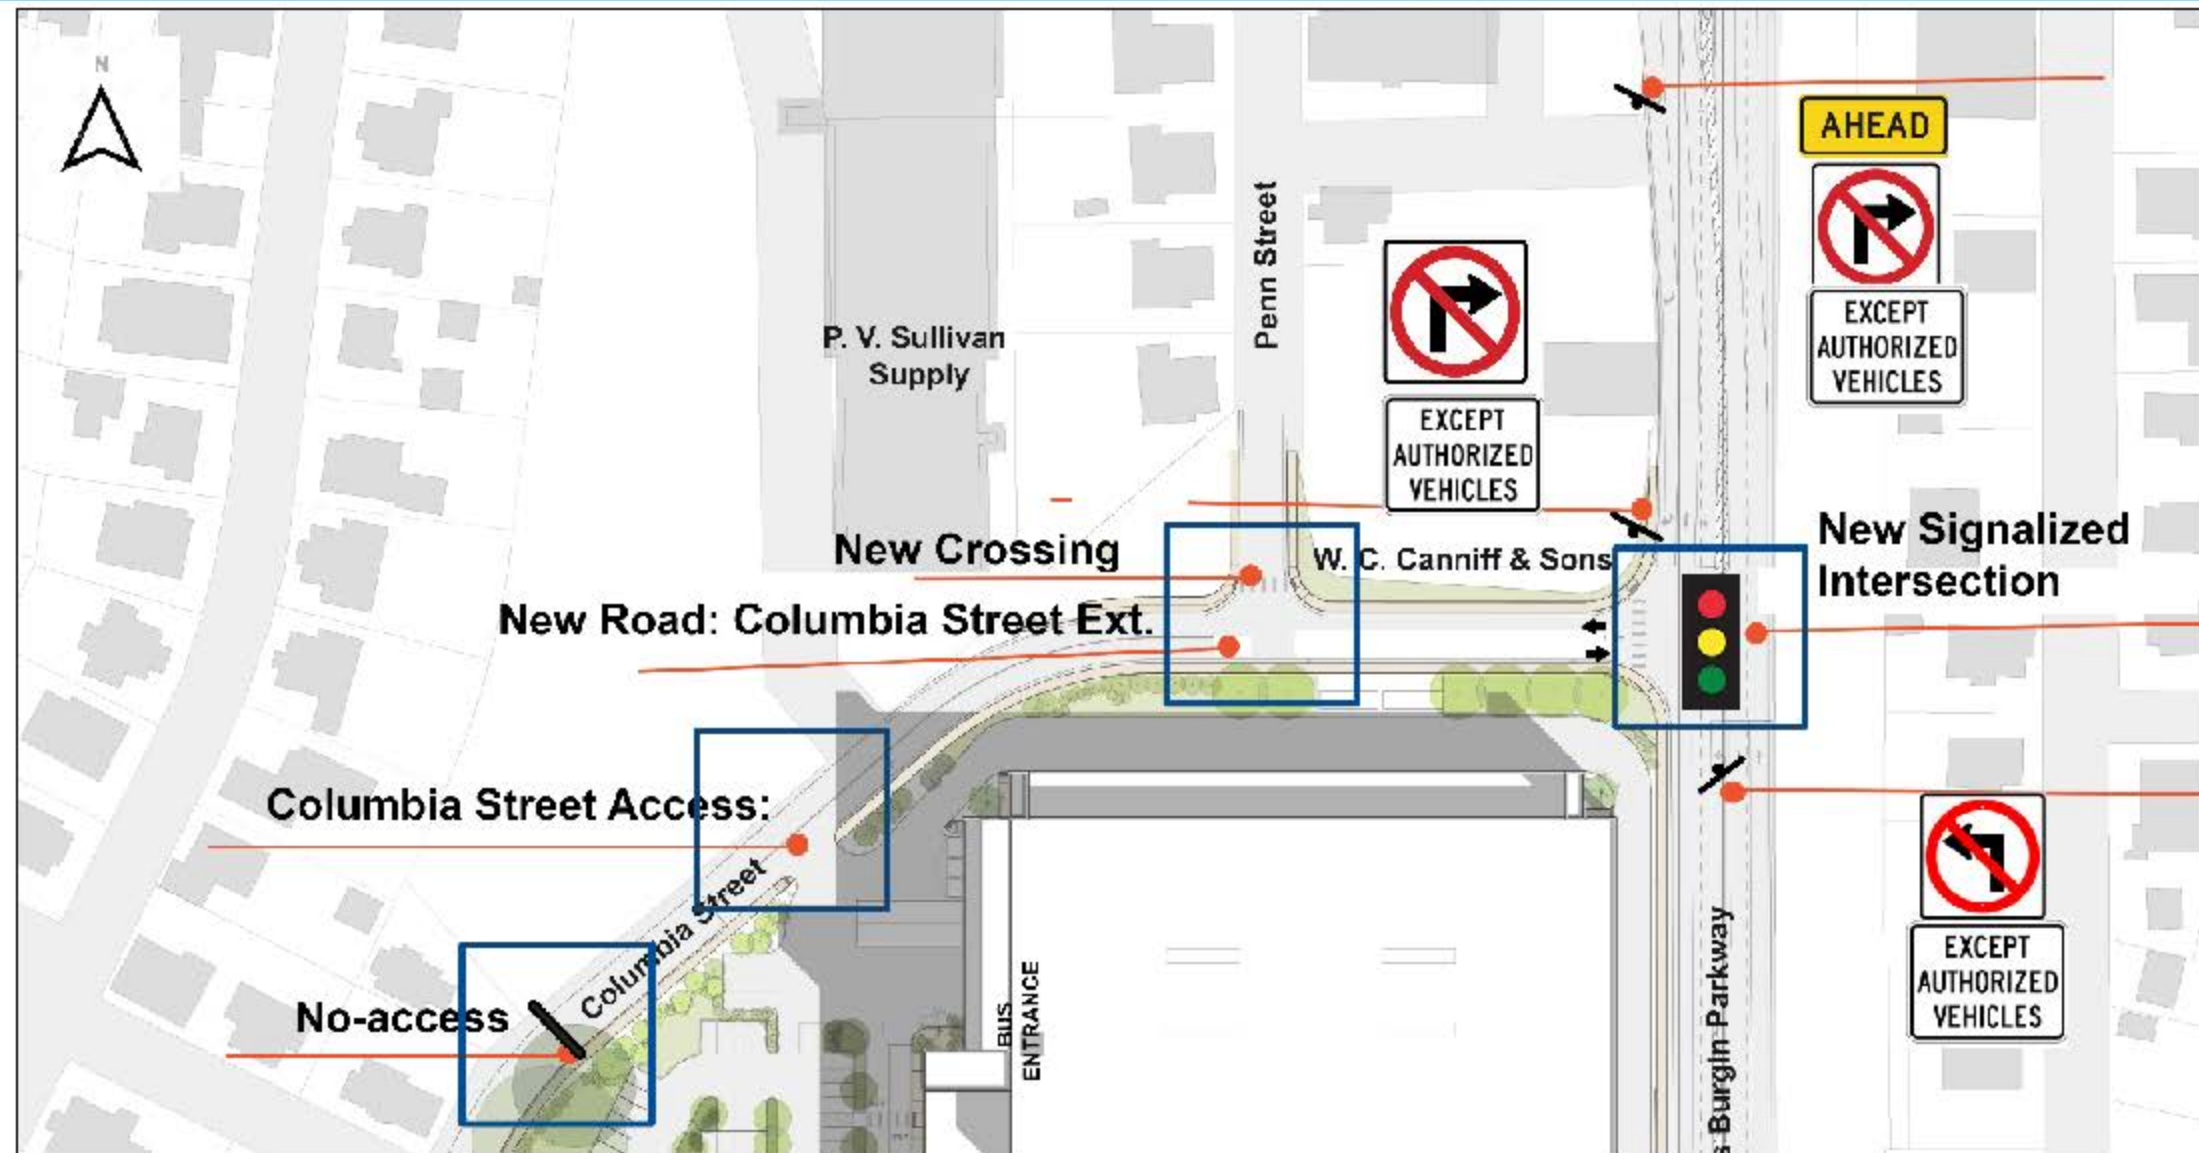 N
AHEAD
EXCEPT
AUTHORIZED
VEHICLES
Penn Street
P. V. Sullivan
Supply
EXCEPT
AUTHORIZED
VEHICLES
New Crossing
W. C. Canniff & Sons
New Signalized
Intersection
New Road: Columbia Street Ext.
Columbia Street Access:
Columbia Street
No-access
BUS
ENTRANCE
s Burgin Parkway
EXCEPT
AUTHORIZED
VEHICLES